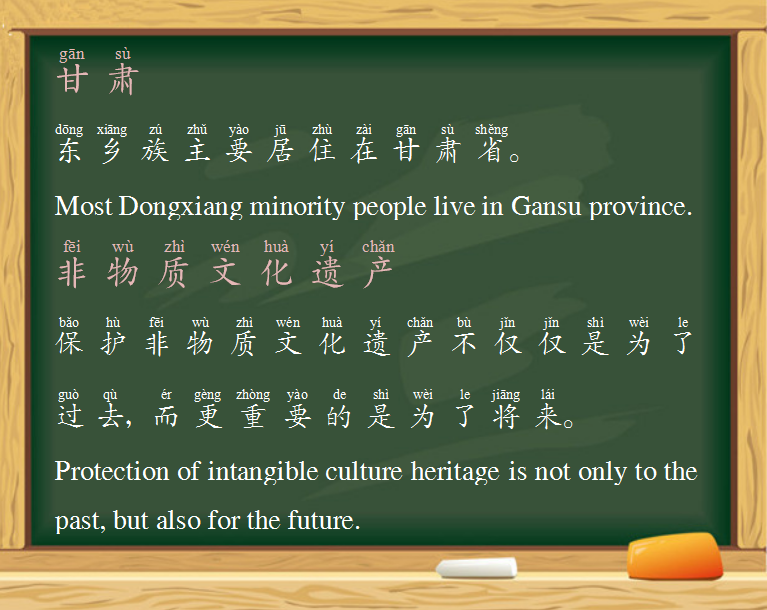 gān sù
甘 肃
dōng xiāng zú zhǔ yào jū zhù zài gān sù shěng
东 乡 族 主 要 居 住 在 甘 肃 省。
Most Dongxiang minority people live in Gansu province.
fēi wù zhì wén huà yí chǎn
非 物 质 文 化 遗 产
bǎo hù fēi wù zhì wén huà yí chǎn bù jǐn jǐn shì wèi le
保 护 非 物 质 文 化 遗 产 不 仅 仅 是 为 了
guò qù ér gèng zhòng yào de shì wèi le jiāng lái
过 去，而 更 重 要 的 是 为 了 将 来。
Protection of intangible culture heritage is not only to the
past, but also for the future.